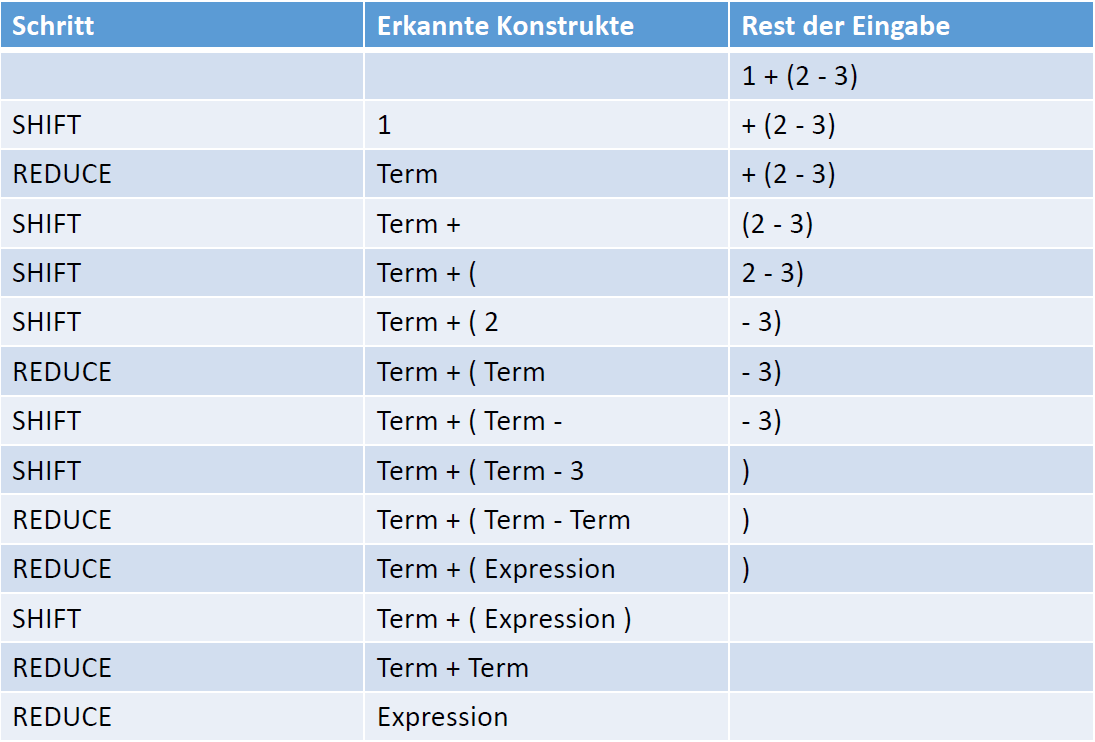 Schritt Erkannte Konstrukte Rest der Eingabe
1 + (2 - 3)
SHIFT 1 + (2 - 3)
REDUCE Term + (2 - 3)
SHIFT Term + (2 - 3)
SHIFT Term + ( 2 - 3)
SHIFT Term + ( 2 - 3)
REDUCE Term + ( Term - 3)
SHIFT Term + ( Term - - 3)
SHIFT Term + ( Term - 3 )
REDUCE Term + ( Term - Term )
REDUCE Term + ( Expression )
SHIFT Term + ( Expression )
REDUCE Term + Term
REDUCE Expression